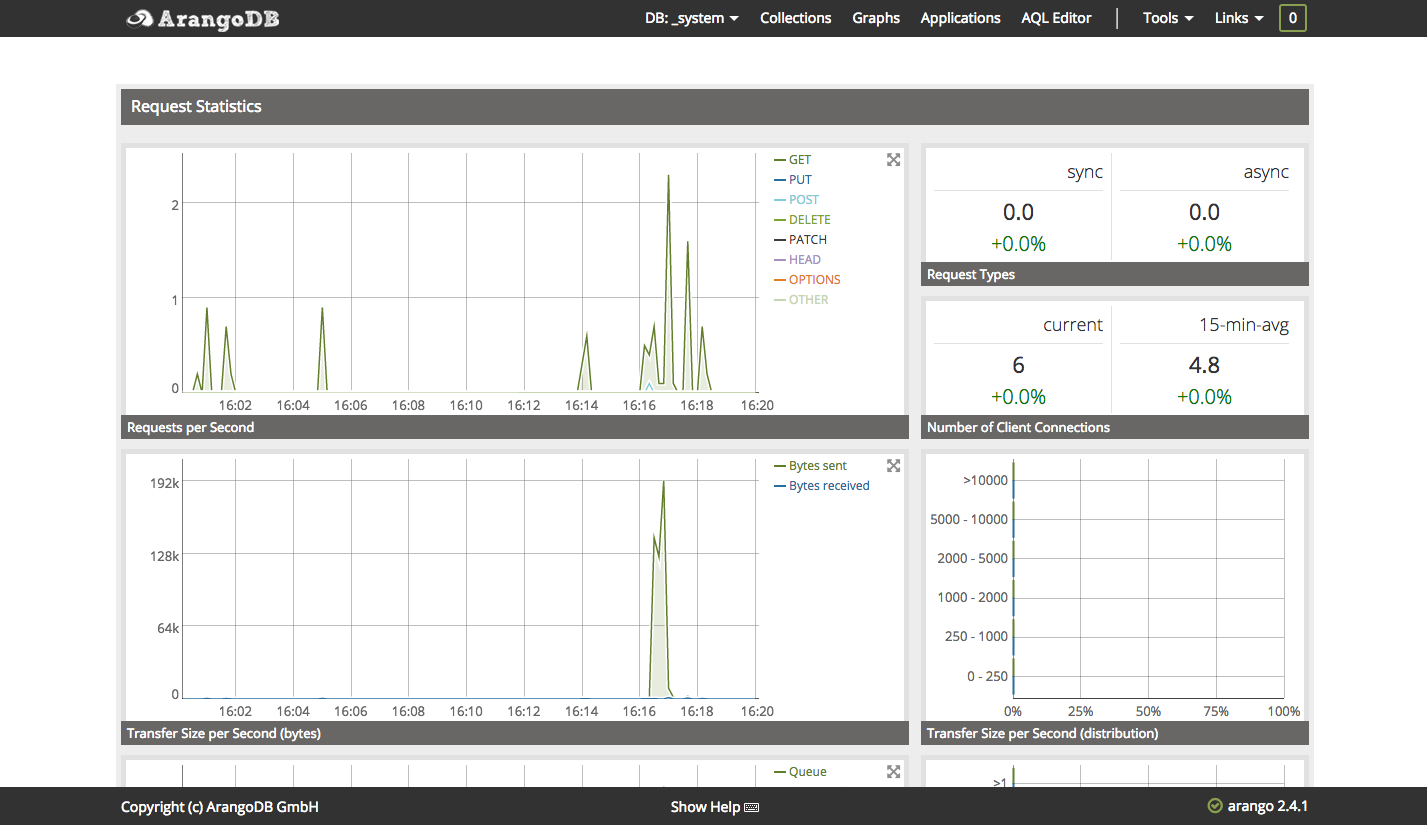 ArangoDB
DB: _system Collections Graphs Applications AQL Editor Tools Links 0
Request Statistics
GET
PUT
POST
DELETE
PATCH
HEAD
OPTIONS
OTHER
2
1
0
16:02 16:04 16:06 16:08 16:10 16:12 16:14 16:16 16:18 16:20
Requests per Second
sync async
0.0 0.0
+0.0% +0.0%
Request Types
current 15-min-avg
6 4.8
+0.0% +0.0%
Number of Client Connections
Bytes sent
Bytes received
192k
128k
64k
0
16:02 16:04 16:06 16:08 16:10 16:12 16:14 16:16 16:18 16:20
Transfer Size per Second (bytes)
>10000
5000 - 10000
2000 - 5000
1000 - 2000
250 - 1000
0 - 250
0% 25% 50% 75% 100%
Transfer Size per Second (distribution)
Queue
>1
Copyright (c) ArangoDB GmbH Show Help arango 2.4.1